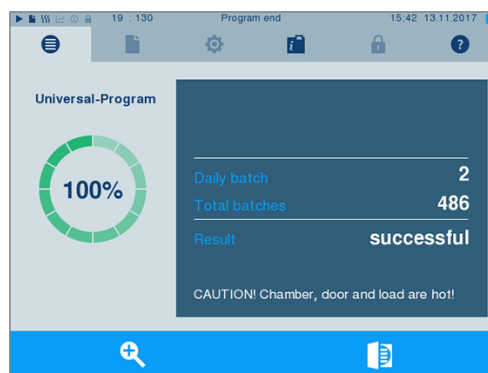 19 : 130 Program end 15:42 13.11.2017
i ?
Universal-Program
100%
Daily batch 2
Total batches 486
Result successful
CAUTION! Chamber, door and load are hot!